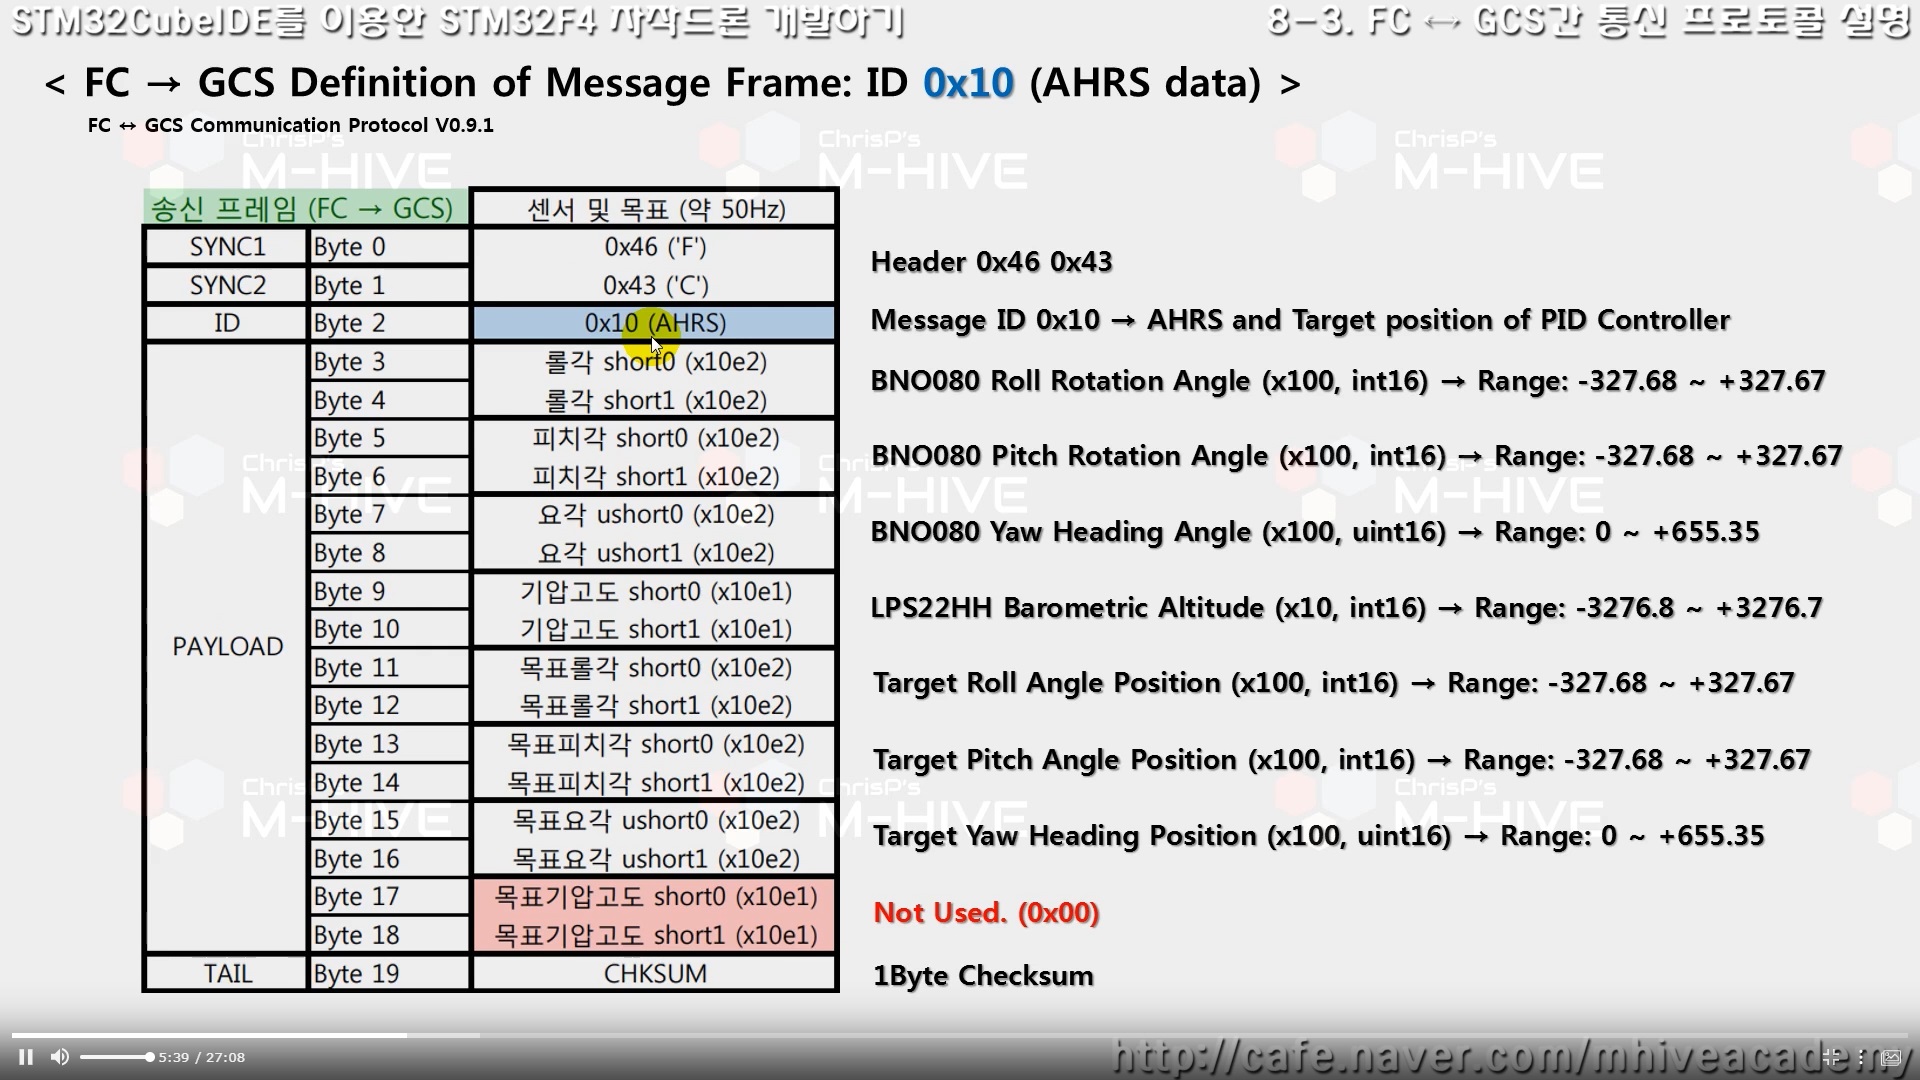 STM32CubeIDE를 이용한 STM32F4 자작드론 개발하기
8-3. FC ↔ GCS간 통신 프로토콜 설명
< FC → GCS Definition of Message Frame: ID 0x10 (AHRS data) >
FC ↔ GCS Communication Protocol V0.9.1
ChrisP's M-HIVE
송신 프레임 (FC → GCS) 센서 및 목표 (약 50Hz)
SYNC1 Byte 0 0x46 ('F')
SYNC2 Byte 1 0x43 ('C')
Header 0x46 0x43
ID Byte 2 0x10 (AHRS)
Message ID 0x10 → AHRS and Target position of PID Controller
PAYLOAD
Byte 3 롤각 short0 (x10e2)
Byte 4 롤각 short1 (x10e2)
BNO080 Roll Rotation Angle (x100, int16) → Range: -327.68 ~ +327.67
Byte 5 피치각 short0 (x10e2)
Byte 6 피치각 short1 (x10e2)
BNO080 Pitch Rotation Angle (x100, int16) → Range: -327.68 ~ +327.67
Byte 7 요각 ushort0 (x10e2)
Byte 8 요각 ushort1 (x10e2)
BNO080 Yaw Heading Angle (x100, uint16) → Range: 0 ~ +655.35
Byte 9 기압고도 short0 (x10e1)
Byte 10 기압고도 short1 (x10e1)
LPS22HH Barometric Altitude (x10, int16) → Range: -3276.8 ~ +3276.7
Byte 11 목표롤각 short0 (x10e2)
Byte 12 목표롤각 short1 (x10e2)
Target Roll Angle Position (x100, int16) → Range: -327.68 ~ +327.67
Byte 13 목표피치각 short0 (x10e2)
Byte 14 목표피치각 short1 (x10e2)
Target Pitch Angle Position (x100, int16) → Range: -327.68 ~ +327.67
Byte 15 목표요각 ushort0 (x10e2)
Byte 16 목표요각 ushort1 (x10e2)
Target Yaw Heading Position (x100, uint16) → Range: 0 ~ +655.35
Byte 17 목표기압고도 short0 (x10e1)
Byte 18 목표기압고도 short1 (x10e1)
Not Used. (0x00)
TAIL Byte 19 CHKSUM
1Byte Checksum
5:39 / 27:08
http://cafe.naver.com/mhiveacademy